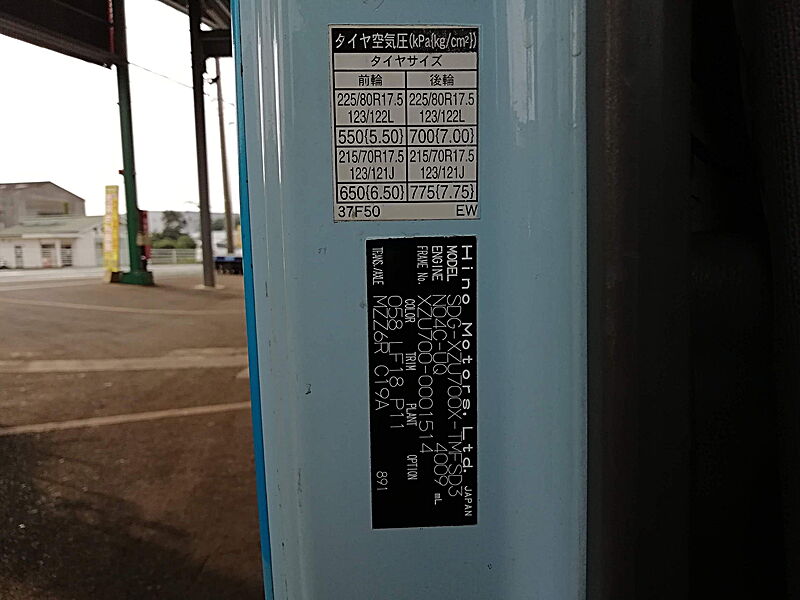 タイヤ空気圧(kPa{kg/cm²})
タイヤサイズ
前輪 後輪
225/80R17.5 225/80R17.5
123/122L 123/122L
550{5.50} 700{7.00}
215/70R17.5 215/70R17.5
123/121J 123/121J
650{6.50} 775{7.75}
37F50 EW
Hino Motors, Ltd. JAPAN
MODEL SDG-XZU700X-TMFSD3
ENGINE N04C-UQ 4009 mL
FRAME No. XZU700-0001514
COLOR TRIM PLANT OPTION
058 LF18 P11
TRANS./AXLE MZZ6R C19A 891